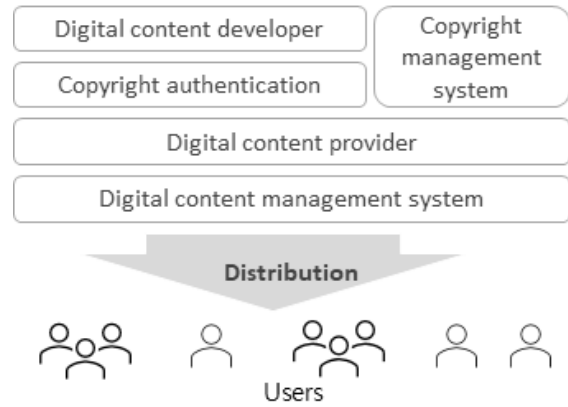 Digital content developer
Copyright authentication
Copyright
management
system
Digital content provider
Digital content management system
Distribution
Users